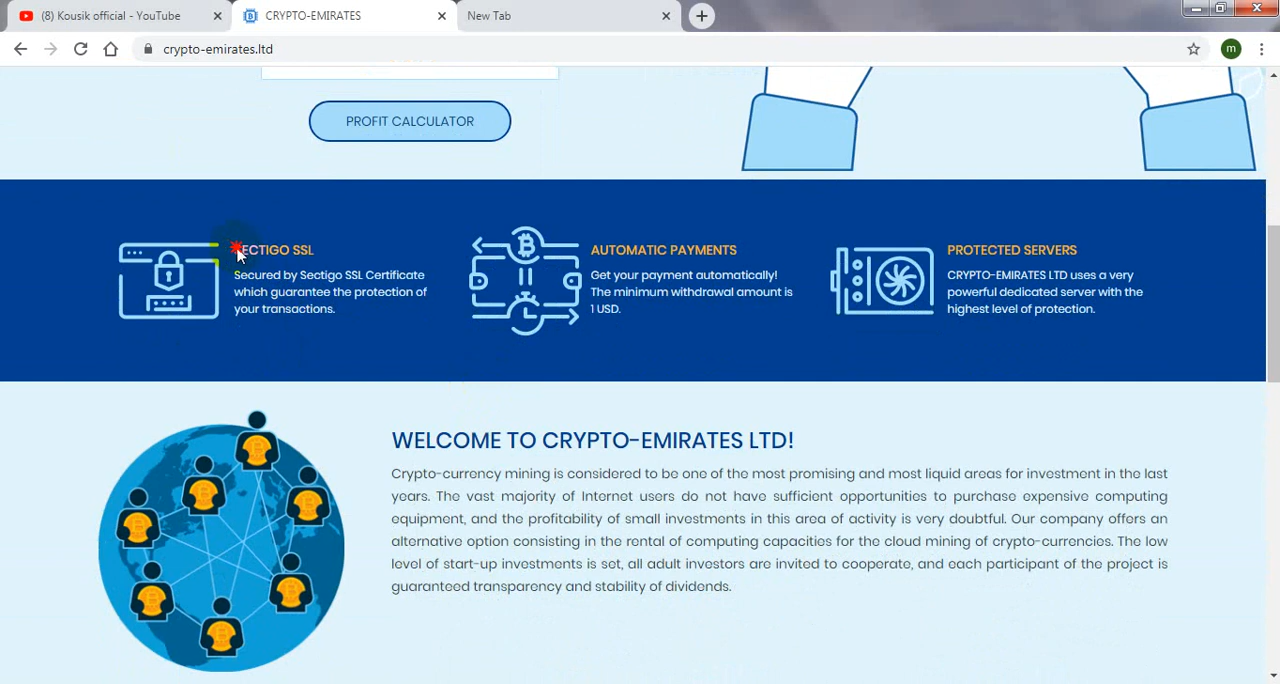 (8) Kousik official - YouTube
CRYPTO-EMIRATES
New Tab
crypto-emirates.ltd
m
PROFIT CALCULATOR
SECTIGO SSL
Secured by Sectigo SSL Certificate
which guarantee the protection of
your transactions.
AUTOMATIC PAYMENTS
Get your payment automatically!
The minimum withdrawal amount is
1 USD.
PROTECTED SERVERS
CRYPTO-EMIRATES LTD uses a very
powerful dedicated server with the
highest level of protection.
WELCOME TO CRYPTO-EMIRATES LTD!
Crypto-currency mining is considered to be one of the most promising and most liquid areas for investment in the last
years. The vast majority of Internet users do not have sufficient opportunities to purchase expensive computing
equipment, and the profitability of small investments in this area of activity is very doubtful. Our company offers an
alternative option consisting in the rental of computing capacities for the cloud mining of crypto-currencies. The low
level of start-up investments is set, all adult investors are invited to cooperate, and each participant of the project is
guaranteed transparency and stability of dividends.